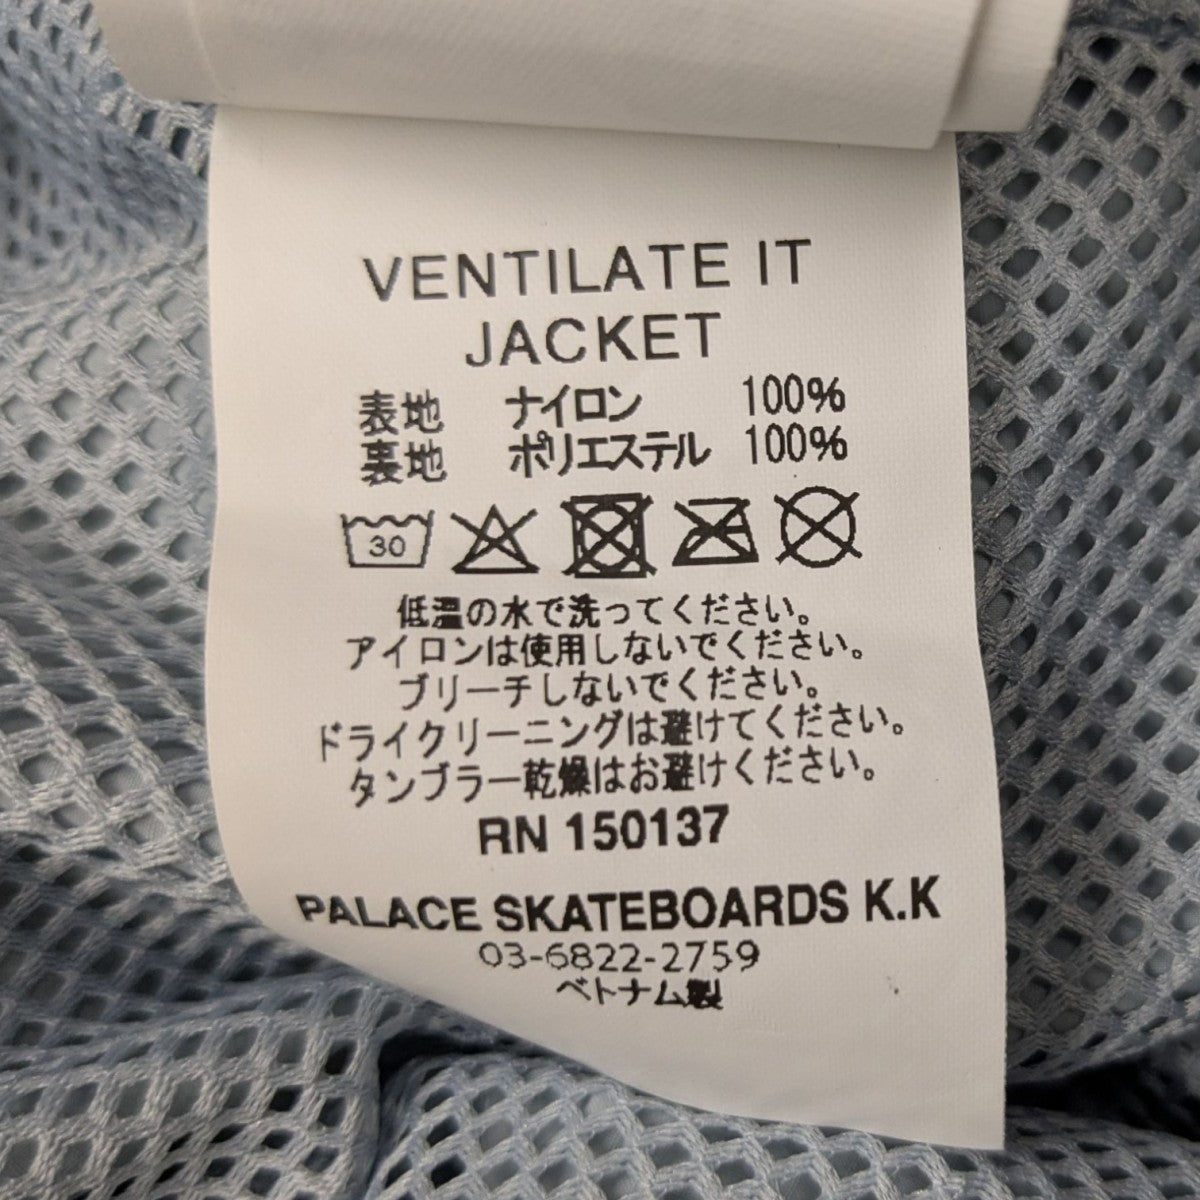 VENTILATE IT
JACKET
表地 ナイロン 100%
裏地 ポリエステル 100%
30
低温の水で洗ってください。
アイロンは使用しないでください。
ブリーチしないでください。
ドライクリーニングは避けてください。
タンブラー乾燥はお避けください。
RN 150137
PALACE SKATEBOARDS K.K
03-6822-2759
ベトナム製